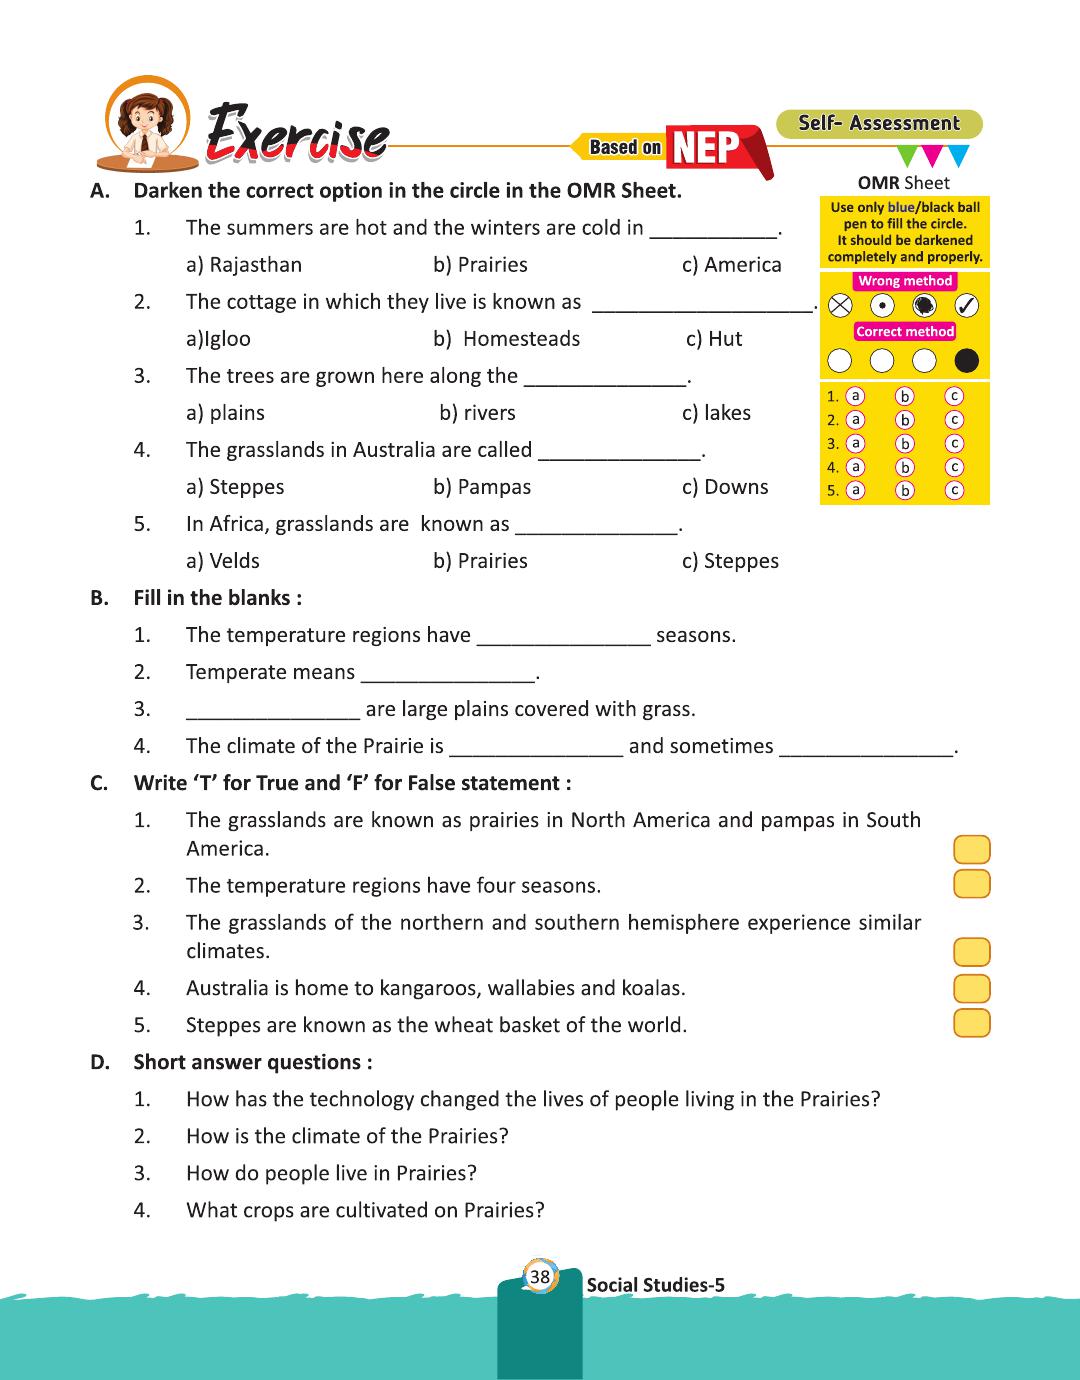 Exercise
Based on NEP
Self- Assessment
OMR Sheet
Use only blue/black ball
pen to fill the circle.
It should be darkened
completely and properly.
Wrong method
Correct method
1. a b c
2. a b c
3. a b c
4. a b c
5. a b c
A. Darken the correct option in the circle in the OMR Sheet.
1. The summers are hot and the winters are cold in ___________.
a) Rajasthan b) Prairies c) America
2. The cottage in which they live is known as ___________________.
a)Igloo b) Homesteads c) Hut
3. The trees are grown here along the ______________.
a) plains b) rivers c) lakes
4. The grasslands in Australia are called ______________.
a) Steppes b) Pampas c) Downs
5. In Africa, grasslands are known as ______________.
a) Velds b) Prairies c) Steppes
B. Fill in the blanks :
1. The temperature regions have _______________ seasons.
2. Temperate means _______________.
3. _______________ are large plains covered with grass.
4. The climate of the Prairie is _______________ and sometimes _______________.
C. Write ‘T’ for True and ‘F’ for False statement :
1. The grasslands are known as prairies in North America and pampas in South
America.
2. The temperature regions have four seasons.
3. The grasslands of the northern and southern hemisphere experience similar
climates.
4. Australia is home to kangaroos, wallabies and koalas.
5. Steppes are known as the wheat basket of the world.
D. Short answer questions :
1. How has the technology changed the lives of people living in the Prairies?
2. How is the climate of the Prairies?
3. How do people live in Prairies?
4. What crops are cultivated on Prairies?
38
Social Studies-5